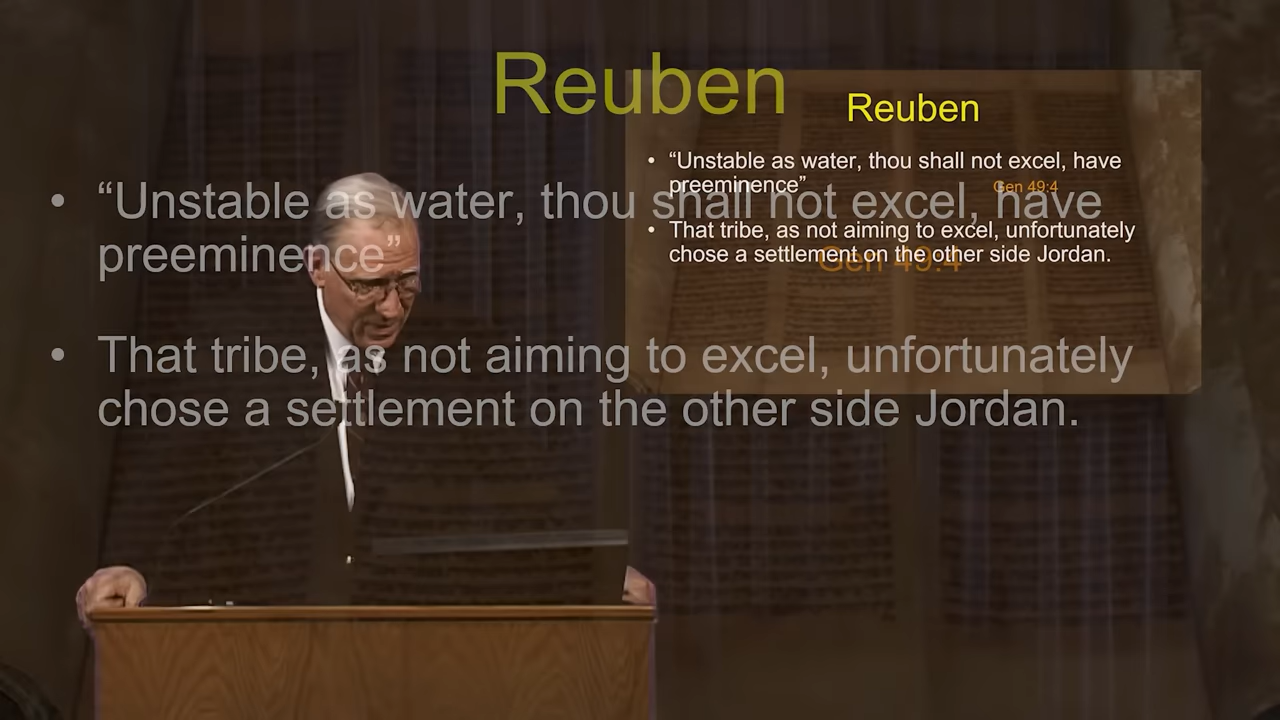 Reuben
• “Unstable as water, thou shall not excel, have
preeminence”
Gen 49:4
• That tribe, as not aiming to excel, unfortunately
chose a settlement on the other side Jordan.
Reuben
• “Unstable as water, thou shall not excel, have
preeminence” Gen 49:4
• That tribe, as not aiming to excel, unfortunately
chose a settlement on the other side Jordan.